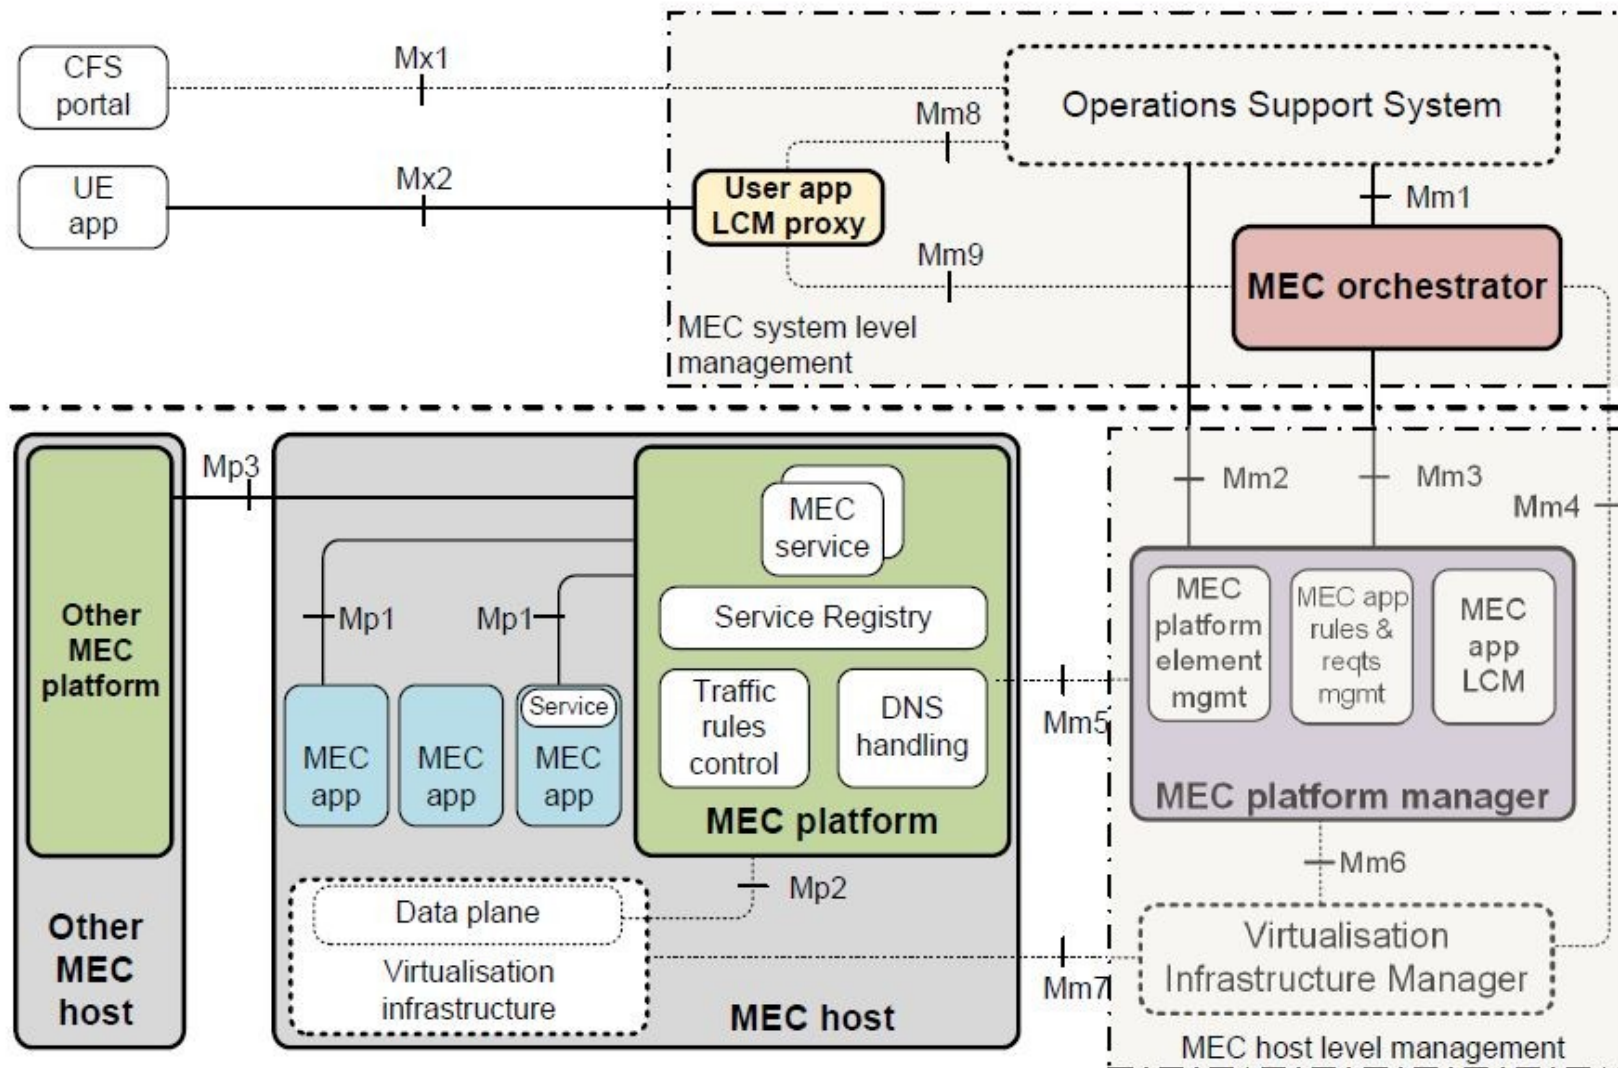 CFS
portal
Mx1
Operations Support System
Mm8
UE
app
Mx2
User app
LCM proxy
Mm1
Mm9
MEC orchestrator
MEC system level
management
Other
MEC
platform
Other
MEC
host
Mp3
MEC
service
Service Registry
Traffic
rules
control
DNS
handling
MEC platform
Mp1
Mp1
MEC
app
MEC
app
Service
MEC
app
Mp2
Data plane
Virtualisation
infrastructure
MEC host
Mm2
Mm3
Mm4
MEC
platform
element
mgmt
MEC app
rules &
reqts
mgmt
MEC
app
LCM
MEC platform manager
Mm5
Mm6
Mm7
Virtualisation
Infrastructure Manager
MEC host level management